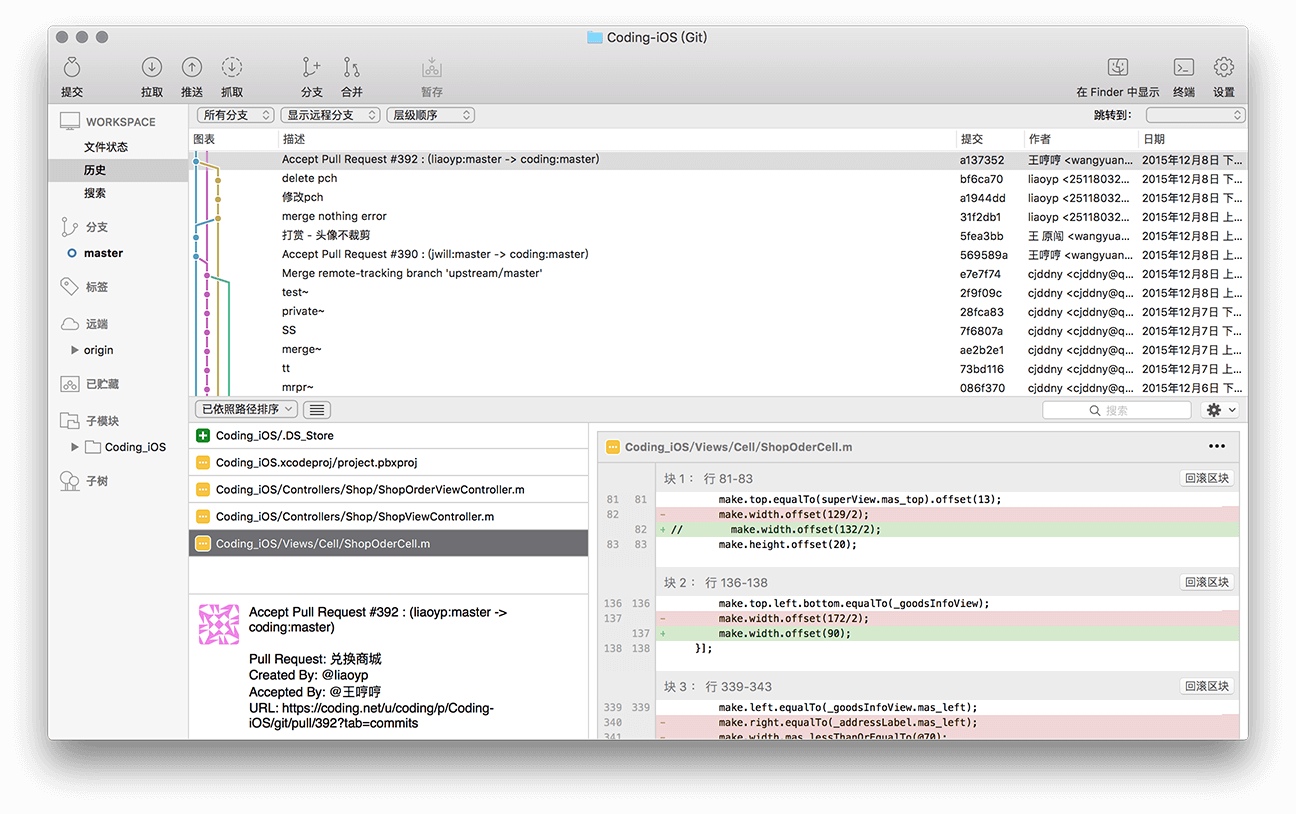 Coding-iOS (Git)
提交 拉取 推送 抓取 分支 合并 暂存 在 Finder 中显示 终端 设置
所有分支 显示远程分支 层级顺序 跳转到：
图表 描述 提交 作者 日期
Accept Pull Request #392 : (liaoyp:master -> coding:master) a137352 王哼哼 <wangyuan... 2015年12月8日 下...
delete pch bf6ca70 liaoyp <25118032... 2015年12月8日 下...
修改pch a1944dd liaoyp <25118032... 2015年12月8日 下...
merge nothing error 31f2db1 liaoyp <25118032... 2015年12月8日 上...
打赏 - 头像不裁剪 5fea3bb 王 原闯 <wangyua... 2015年12月8日 上...
Accept Pull Request #390 : (jwill:master -> coding:master) 569589a 王哼哼 <wangyuan... 2015年12月8日 上...
Merge remote-tracking branch 'upstream/master' e7e7f74 cjddny <cjddny@q... 2015年12月8日 上...
test~ 2f9f09c cjddny <cjddny@q... 2015年12月8日 上...
private~ 28fca83 cjddny <cjddny@q... 2015年12月7日 下...
SS 7f6807a cjddny <cjddny@q... 2015年12月7日 下...
merge~ ae2b2e1 cjddny <cjddny@q... 2015年12月7日 上...
tt 73bd116 cjddny <cjddny@q... 2015年12月7日 上...
mrpr~ 086f370 cjddny <cjddny@q... 2015年12月6日 下...
WORKSPACE
文件状态
历史
搜索
分支
master
标签
远端
origin
已贮藏
子模块
Coding_iOS
子树
已依照路径排序 搜索
Coding_iOS/.DS_Store
Coding_iOS.xcodeproj/project.pbxproj
Coding_iOS/Controllers/Shop/ShopOrderViewController.m
Coding_iOS/Controllers/Shop/ShopViewController.m
Coding_iOS/Views/Cell/ShopOderCell.m
Accept Pull Request #392 : (liaoyp:master ->
coding:master)
Pull Request: 兑换商城
Created By: @liaoyp
Accepted By: @王哼哼
URL: https://coding.net/u/coding/p/Coding-
iOS/git/pull/392?tab=commits
Coding_iOS/Views/Cell/ShopOderCell.m
块 1： 行 81-83 回滚区块
81 81 make.top.equalTo(superView.mas_top).offset(13);
82 - make.width.offset(129/2);
82 + // make.width.offset(132/2);
83 83 make.height.offset(20);
块 2： 行 136-138 回滚区块
136 136 make.top.left.bottom.equalTo(_goodsInfoView);
137 - make.width.offset(172/2);
137 + make.width.offset(90);
138 138 }];
块 3： 行 339-343 回滚区块
339 339 make.left.equalTo(_goodsInfoView.mas_left);
340 - make.right.equalTo(_addressLabel.mas_left);
341 - make.width.mas_lessThanOrEqualTo(@70);